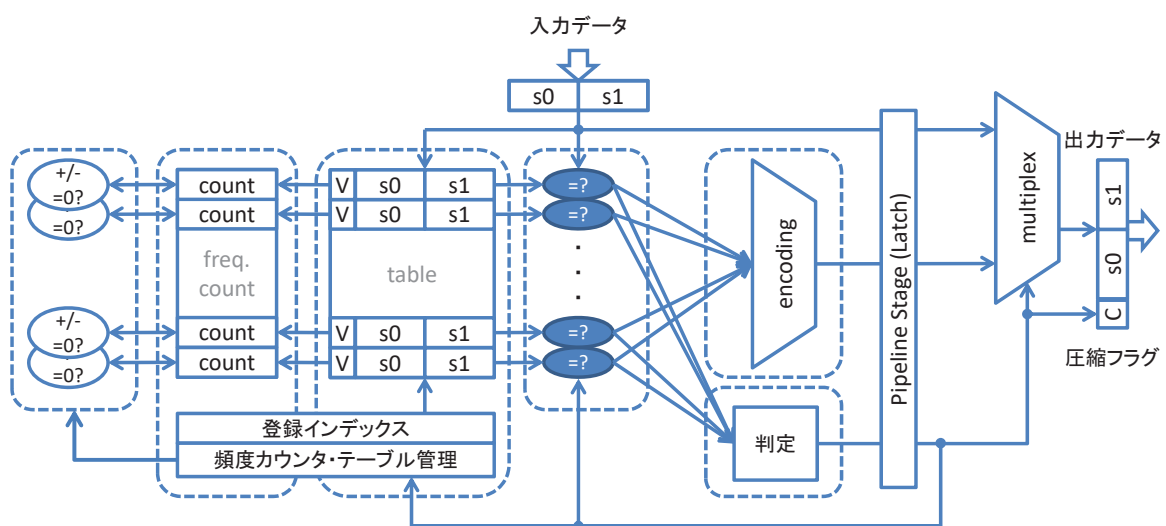 入力データ
s0 s1
+/-
=0?
=0?
count
count
freq.
count
V s0 s1
V s0 s1
table
=?
=?
+/-
=0?
=0?
count
count
V s0 s1
V s0 s1
=?
=?
登録インデックス
頻度カウンタ・テーブル管理
encoding
判定
Pipeline Stage (Latch)
multiplex
出力データ
s1
s0
C
圧縮フラグ